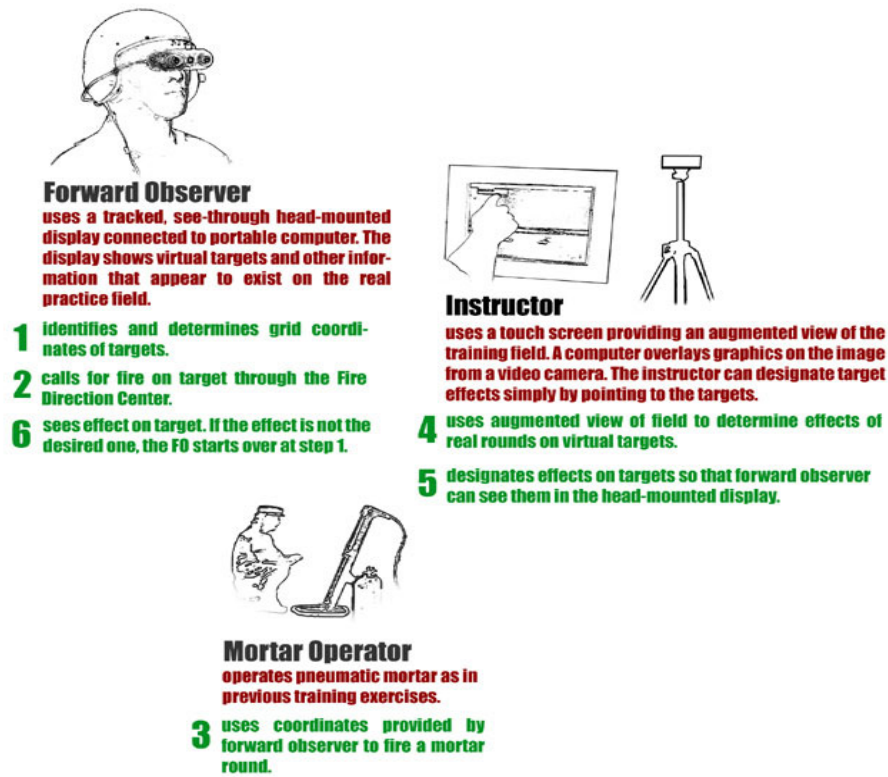 Forward Observer
uses a tracked, see-through head-mounted
display connected to portable computer. The
display shows virtual targets and other infor-
mation that appear to exist on the real
practice field.
1 identifies and determines grid coordi-
nates of targets.
2 calls for fire on target through the Fire
Direction Center.
6 sees effect on target. If the effect is not the
desired one, the FO starts over at step 1.
Instructor
uses a touch screen providing an augmented view of the
training field. A computer overlays graphics on the image
from a video camera. The instructor can designate target
effects simply by pointing to the targets.
4 uses augmented view of field to determine effects of
real rounds on virtual targets.
5 designates effects on targets so that forward observer
can see them in the head-mounted display.
Mortar Operator
operates pneumatic mortar as in
previous training exercises.
3 uses coordinates provided by
forward observer to fire a mortar
round.